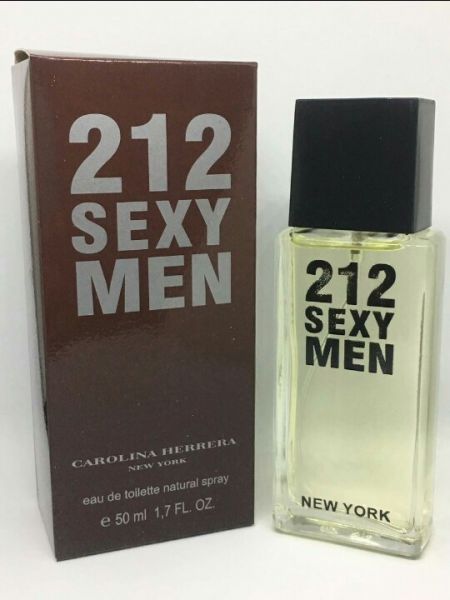 212
SEXY
MEN
CAROLINA HERRERA
NEW YORK
eau de toilette natural spray
e 50 ml 1,7 FL. OZ.
212
SEXY
MEN
NEW YORK